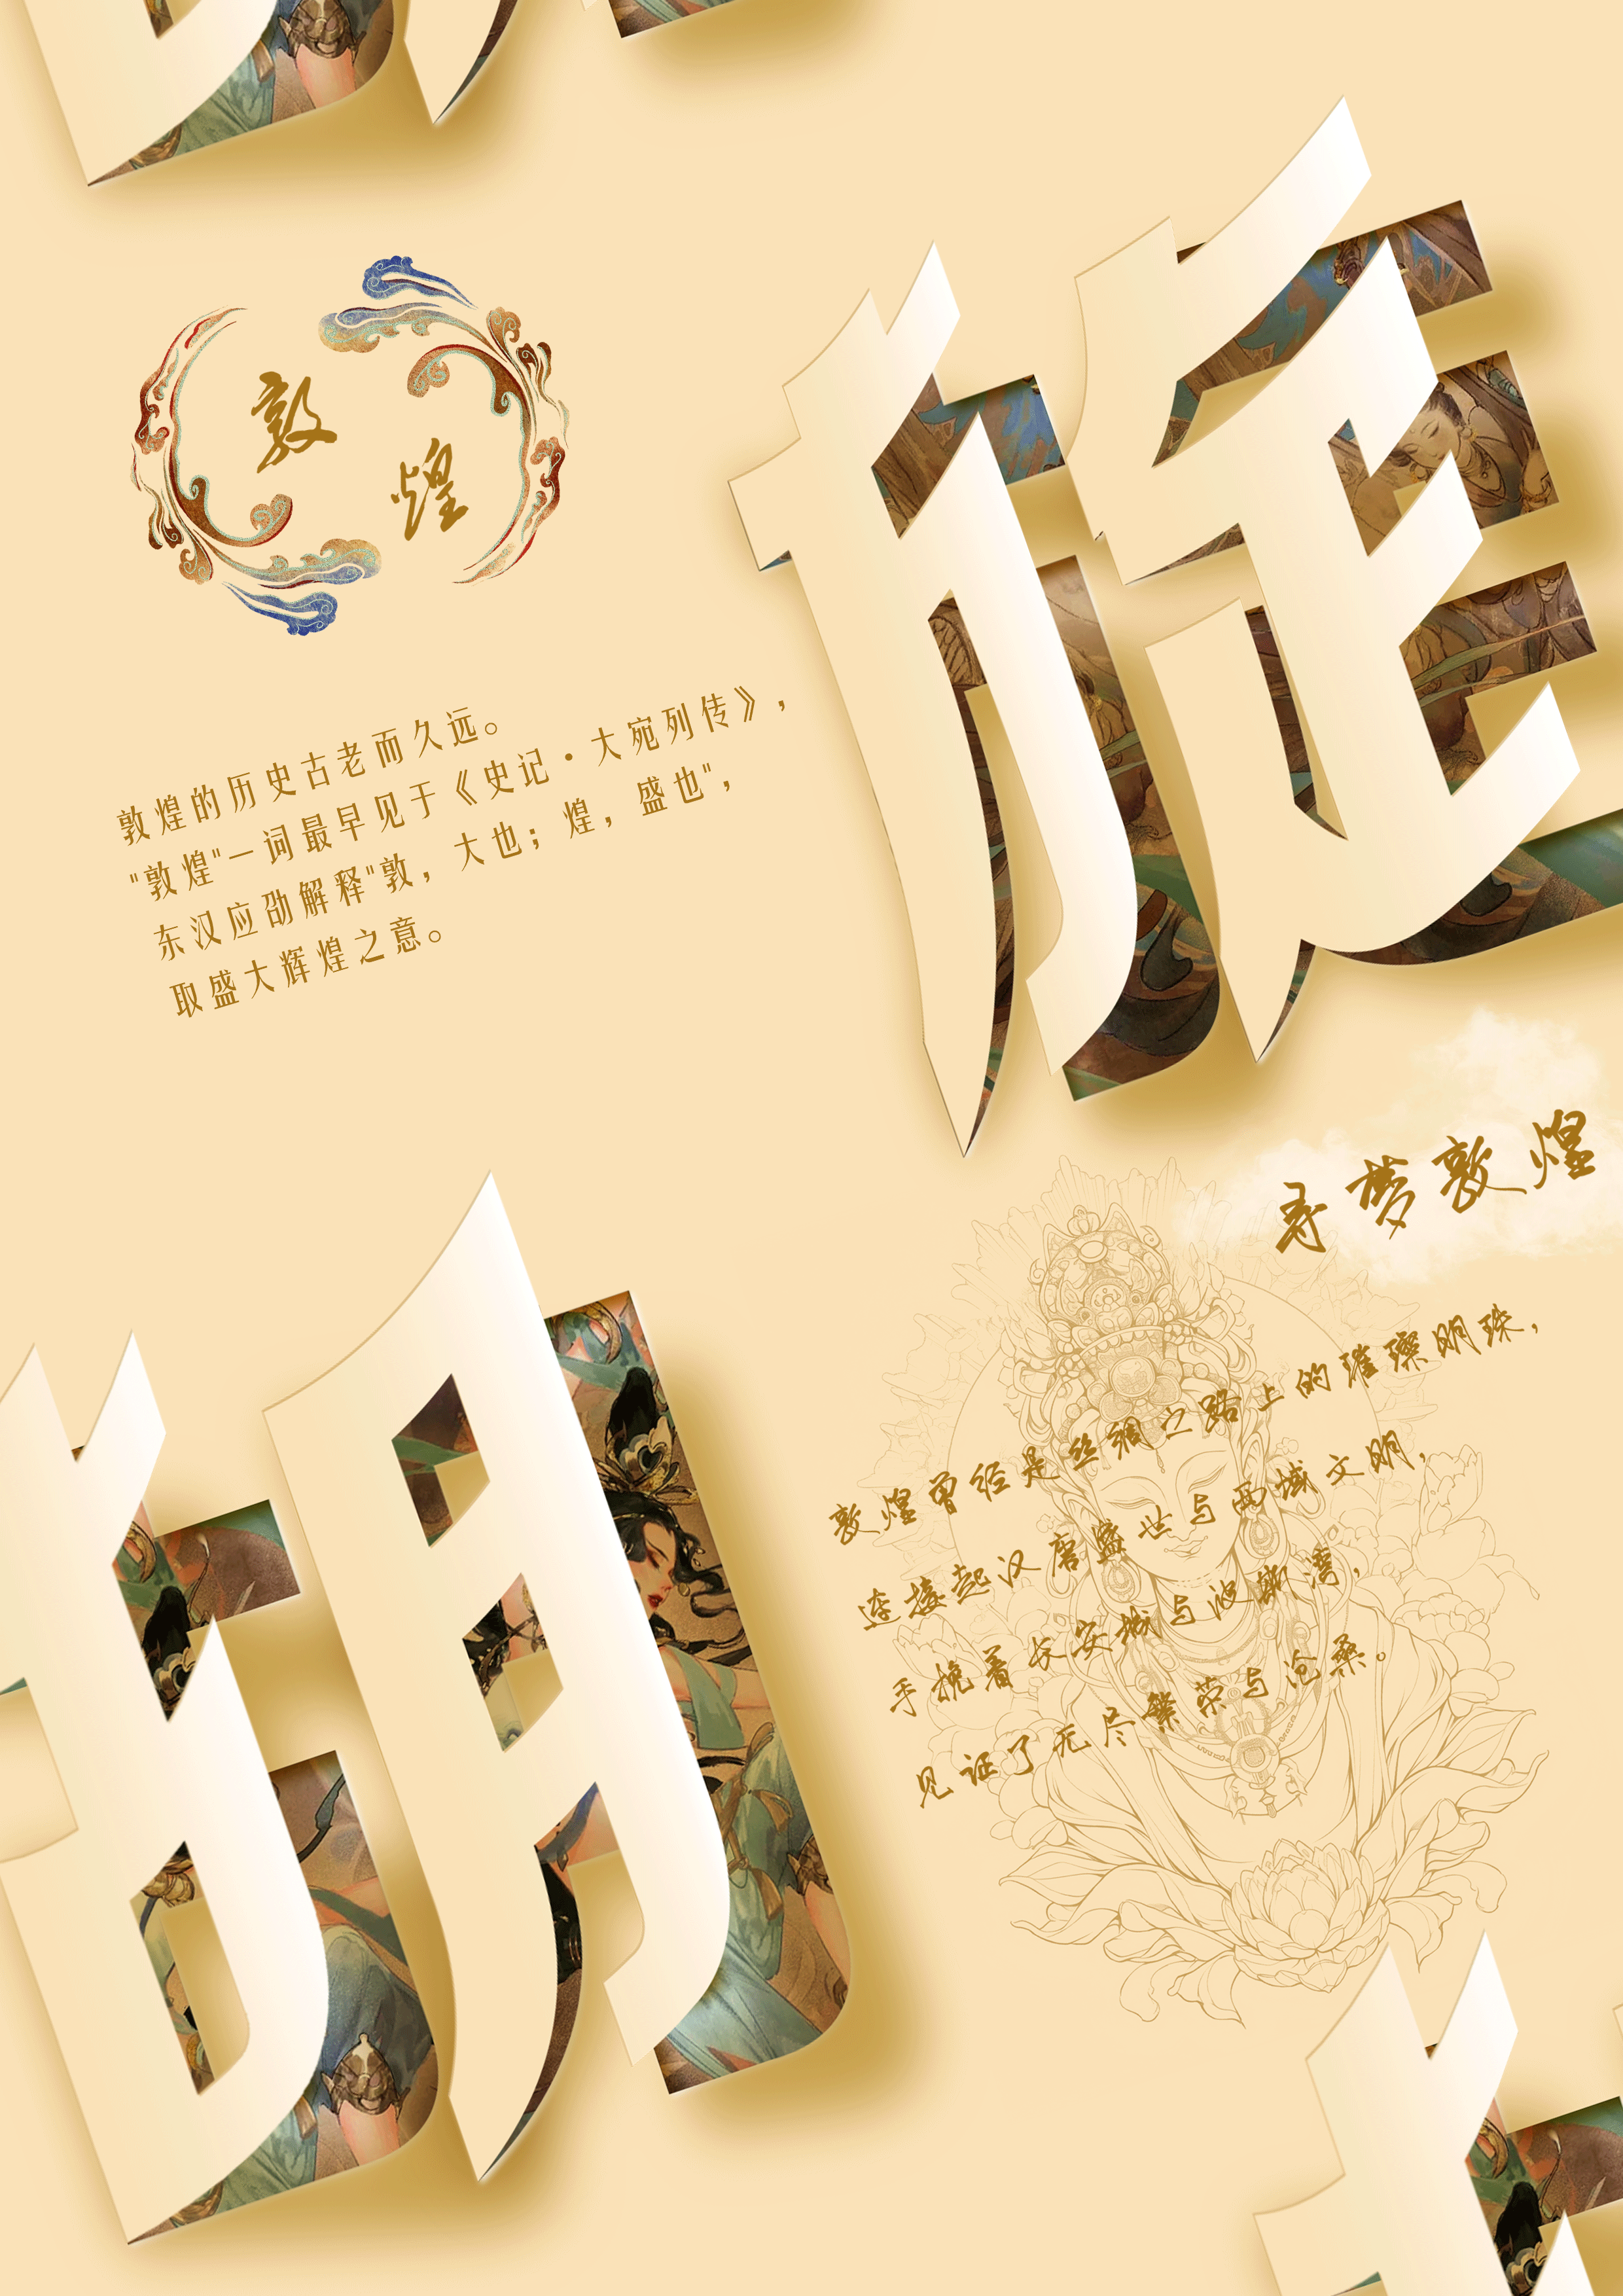 敦
煌
旋
敦煌的历史古老而久远。
"敦煌"一词最早见于《史记·大宛列传》，
东汉应劭解释"敦，大也；煌，盛也"，
取盛大辉煌之意。
寻梦敦煌
敦煌曾经是丝绸之路上的璀璨明珠，
连接起汉唐盛世与西域文明，
手挽着长安城与波斯湾，
见证了无尽繁荣与沧桑。
胡